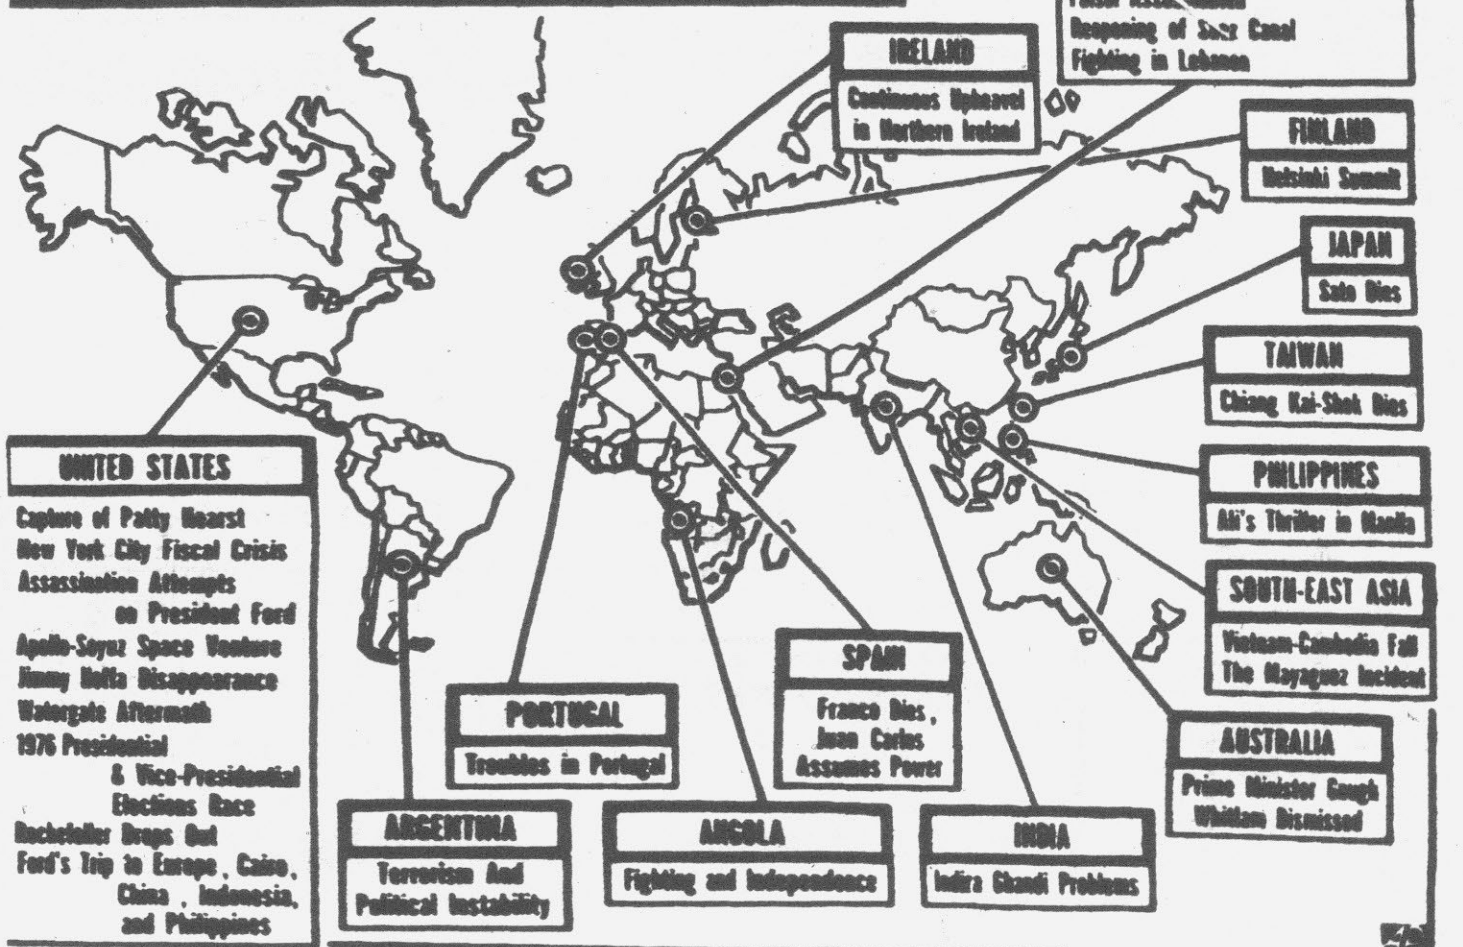 Reopening of Suez Canal
Fighting in Lebanon
IRELAND
Continuous Upheavel
in Northern Ireland
FINLAND
Helsinki Summit
JAPAN
Sato Dies
TAIWAN
Chiang Kai-Shek Dies
PHILIPPINES
Ali's Thriller in Manila
SOUTH-EAST ASIA
Vietnam-Cambodia Fall
The Mayaguez Incident
AUSTRALIA
Prime Minister Gough
Whitlam Dismissed
UNITED STATES
Capture of Patty Hearst
New York City Fiscal Crisis
Assassination Attempts
on President Ford
Apollo-Soyuz Space Venture
Jimmy Hoffa Disappearance
Watergate Aftermath
1976 Presidential
& Vice-Presidential
Elections Race
Rockefeller Drops Out
Ford's Trip to Europe, Cairo,
China, Indonesia,
and Philippines
PORTUGAL
Troubles in Portugal
SPAIN
Franco Dies,
Juan Carlos
Assumes Power
ARGENTINA
Terrorism And
Political Instability
ANGOLA
Fighting and Independence
INDIA
Indira Ghandi Problems